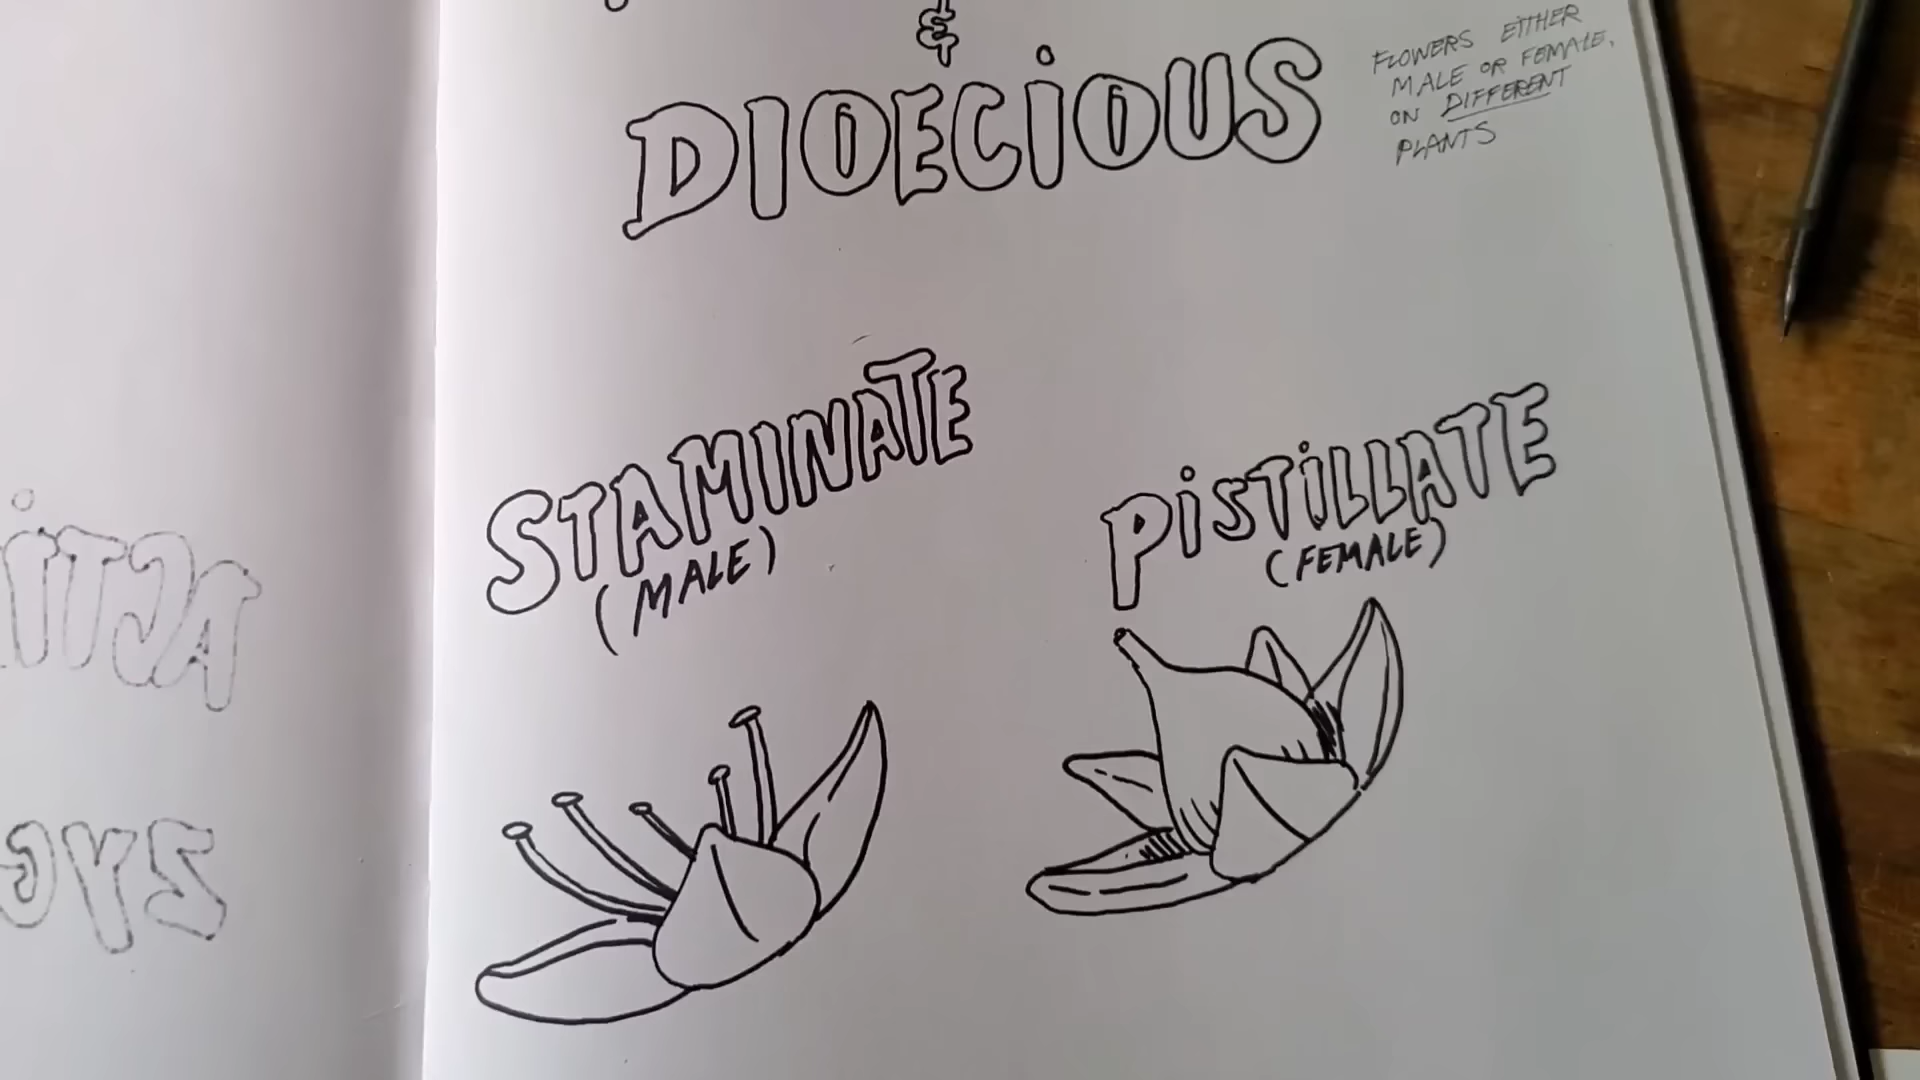 &
DIOECIOUS
FLOWERS EITHER
MALE OR FEMALE,
ON DIFFERENT
PLANTS
STAMINATE
(MALE)
PISTILLATE
(FEMALE)